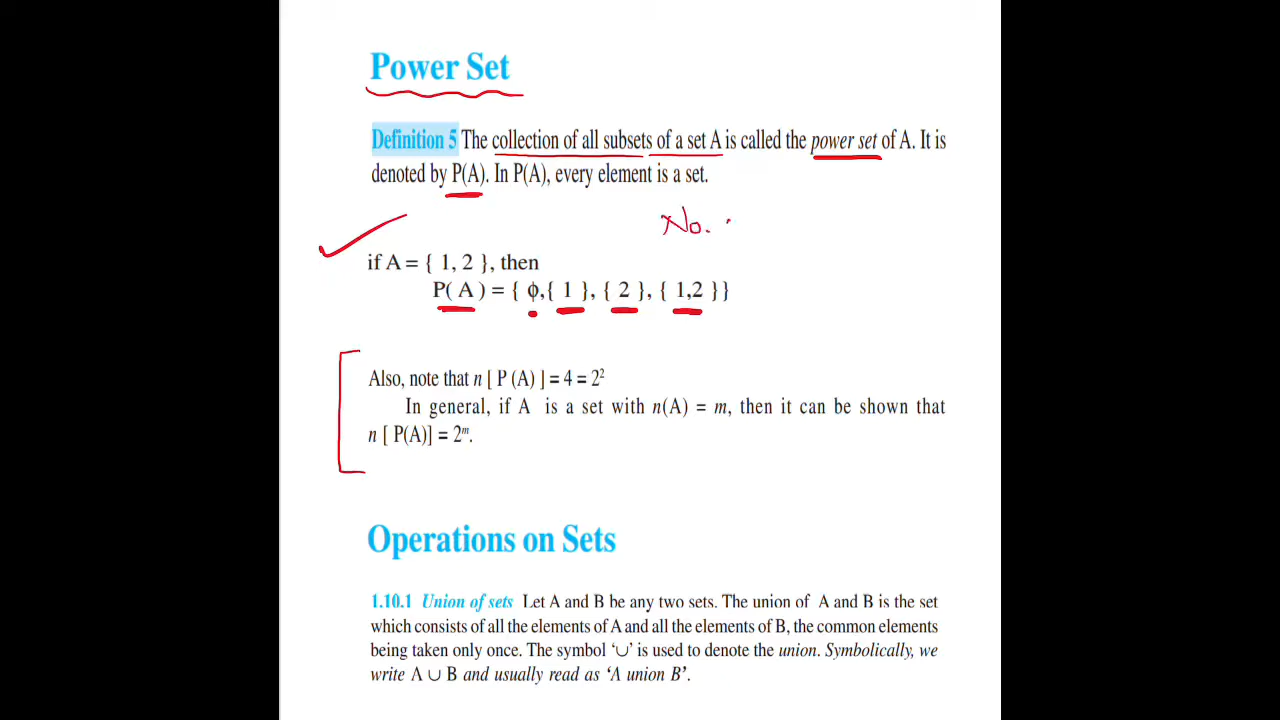 Power Set
Definition 5 The collection of all subsets of a set A is called the power set of A. It is
denoted by P(A). In P(A), every element is a set.
No.
if A = { 1, 2 }, then
P( A ) = { ϕ,{ 1 }, { 2 }, { 1,2 }}
Also, note that n [ P (A) ] = 4 = 2²
In general, if A is a set with n(A) = m, then it can be shown that
n [ P(A)] = 2ᵐ.
Operations on Sets
1.10.1 Union of sets Let A and B be any two sets. The union of A and B is the set
which consists of all the elements of A and all the elements of B, the common elements
being taken only once. The symbol ‘∪’ is used to denote the union. Symbolically, we
write A ∪ B and usually read as ‘A union B’.